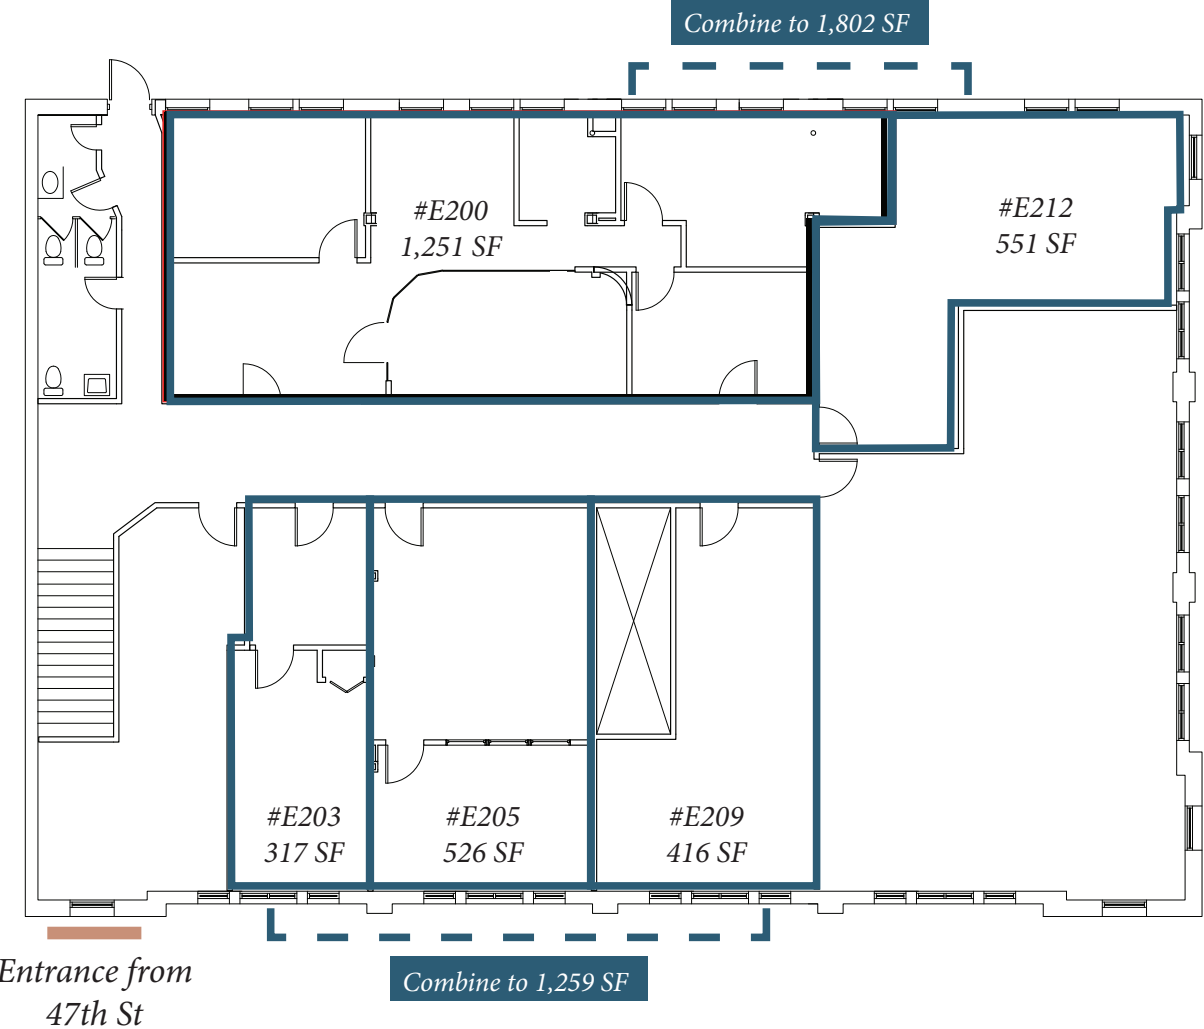 Combine to 1,802 SF
#E200
1,251 SF
#E212
551 SF
#E203
317 SF
#E205
526 SF
#E209
416 SF
Entrance from
47th St
Combine to 1,259 SF